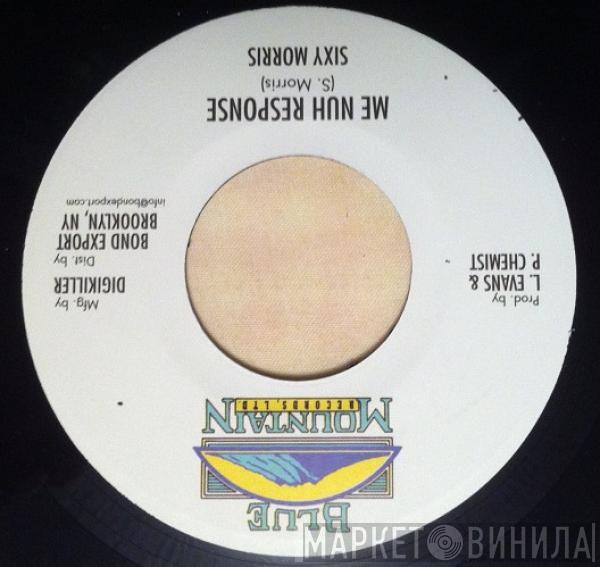 BLUE
MOUNTAIN
RECORDS, LTD.
Prod. by
L. EVANS &
P. CHEMIST
Mfg. by
DIGIKILLER
Dist. by
BOND EXPORT
BROOKLYN, NY
info@bondexport.com
ME NUH RESPONSE
(S. Morris)
SIXY MORRIS
МАРКЕТ ВИНИЛА